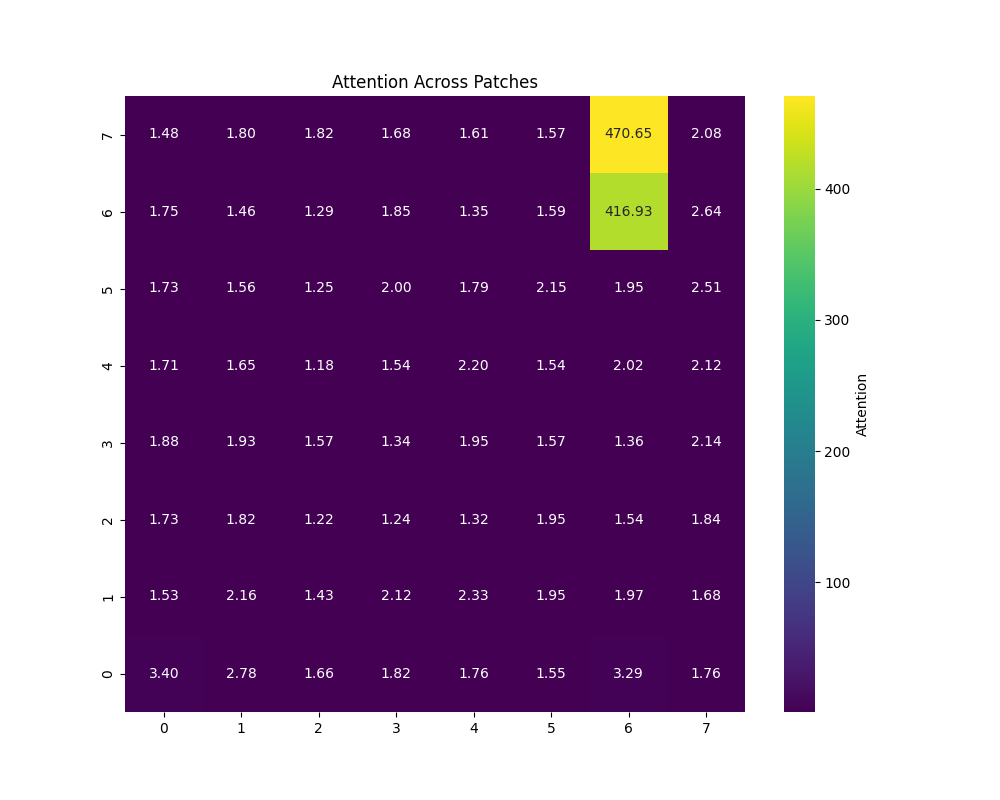 Attention Across Patches
7 1.48 1.80 1.82 1.68 1.61 1.57 470.65 2.08
6 1.75 1.46 1.29 1.85 1.35 1.59 416.93 2.64
5 1.73 1.56 1.25 2.00 1.79 2.15 1.95 2.51
4 1.71 1.65 1.18 1.54 2.20 1.54 2.02 2.12
3 1.88 1.93 1.57 1.34 1.95 1.57 1.36 2.14
2 1.73 1.82 1.22 1.24 1.32 1.95 1.54 1.84
1 1.53 2.16 1.43 2.12 2.33 1.95 1.97 1.68
0 3.40 2.78 1.66 1.82 1.76 1.55 3.29 1.76
0 1 2 3 4 5 6 7
400
300
200
100
Attention